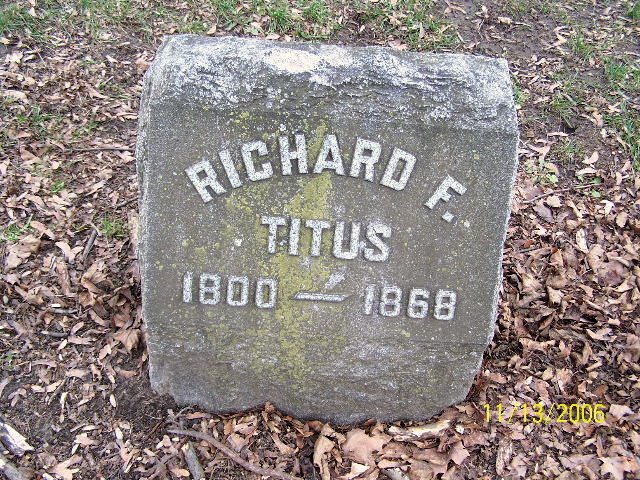 RICHARD F.
TITUS
1800 — 1868
11/13/2006